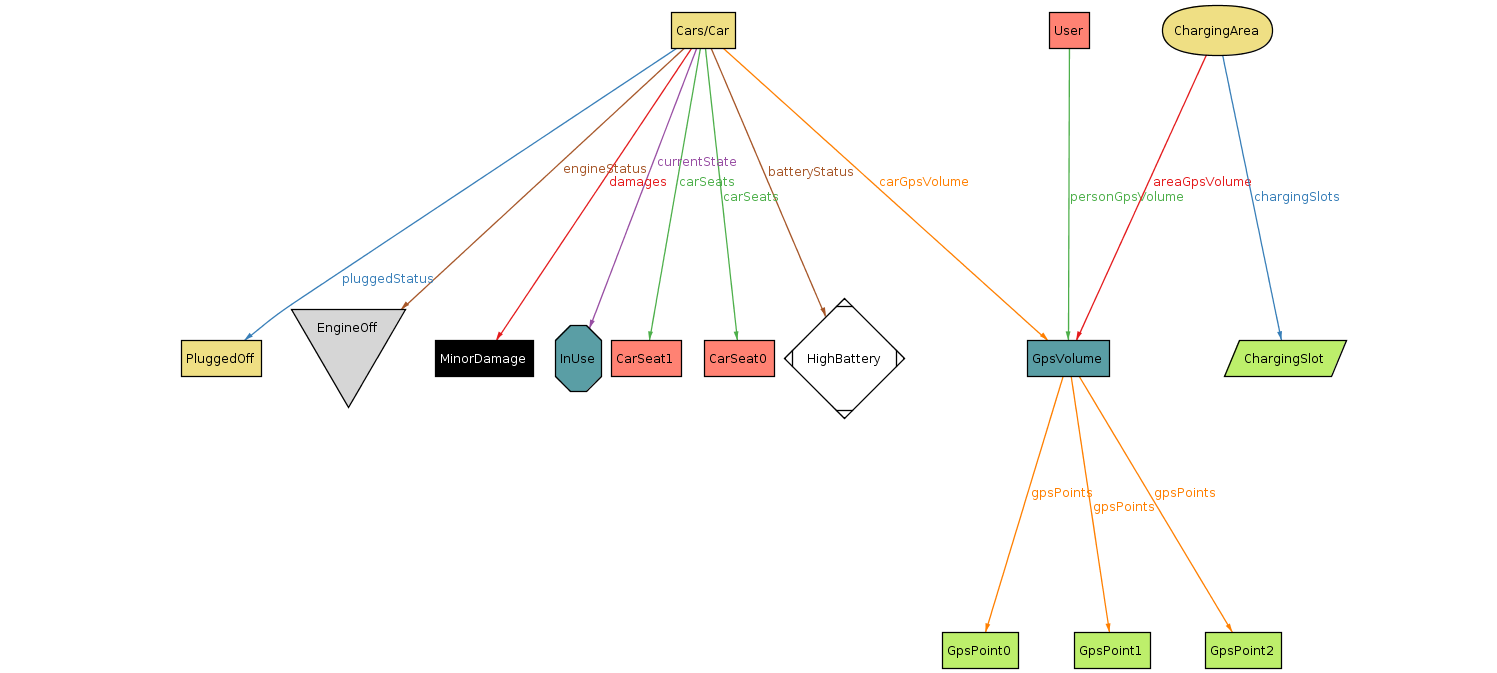 Cars/Car
User
ChargingArea
engineStatus
currentState
damages
carSeats
carSeats
batteryStatus
carGpsVolume
personGpsVolume
areaGpsVolume
chargingSlots
pluggedStatus
PluggedOff
EngineOff
MinorDamage
InUse
CarSeat1
CarSeat0
HighBattery
GpsVolume
ChargingSlot
gpsPoints
gpsPoints
gpsPoints
GpsPoint0
GpsPoint1
GpsPoint2